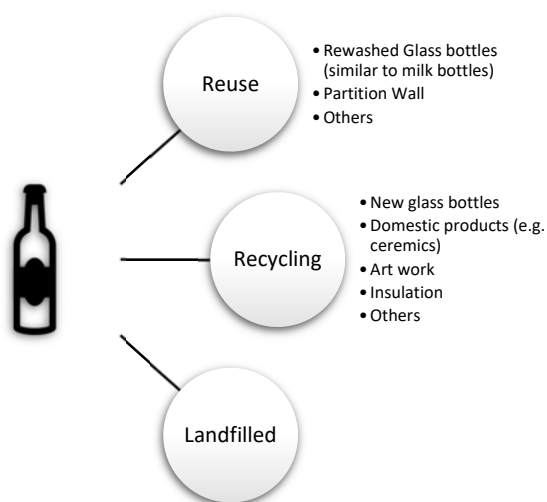 Reuse
• Rewashed Glass bottles
(similar to milk bottles)
• Partition Wall
• Others
Recycling
• New glass bottles
• Domestic products (e.g.
ceremics)
• Art work
• Insulation
• Others
Landfilled